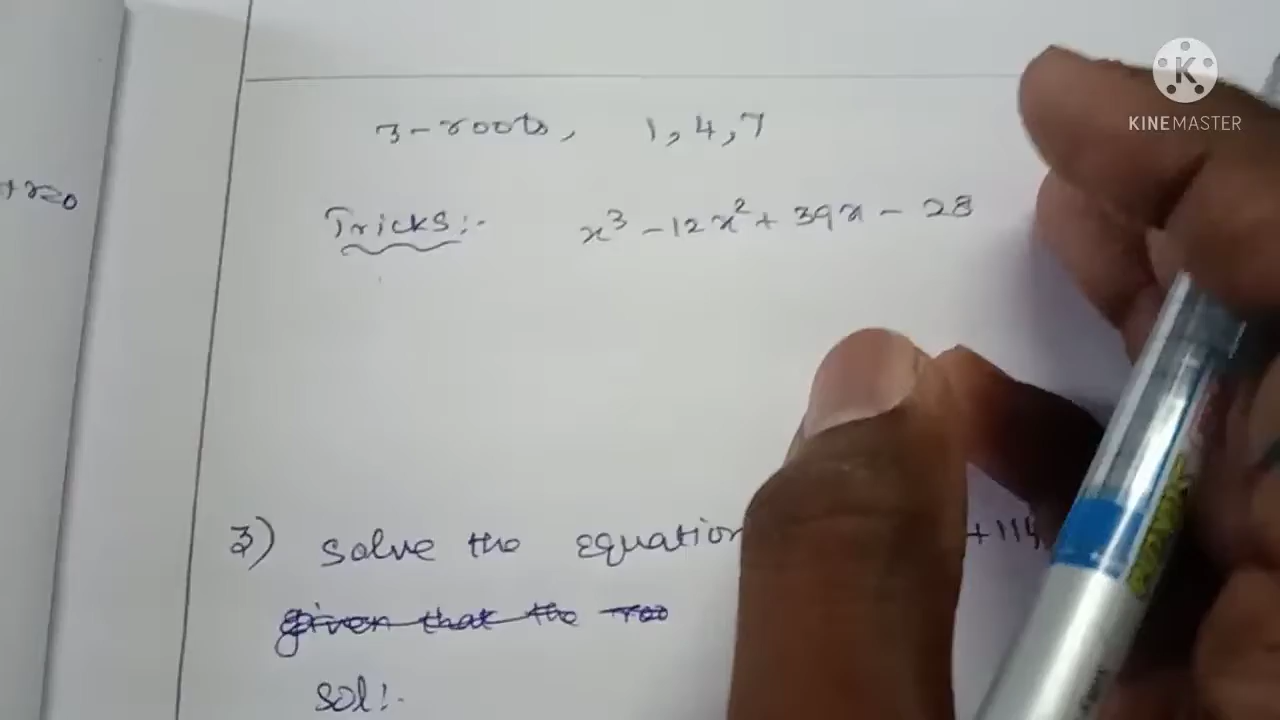 KINEMASTER
3-roots, 1, 4, 7
Tricks:- x³ - 12x² + 39x - 28
3) solve the equation +114
given that the roo
sol:-